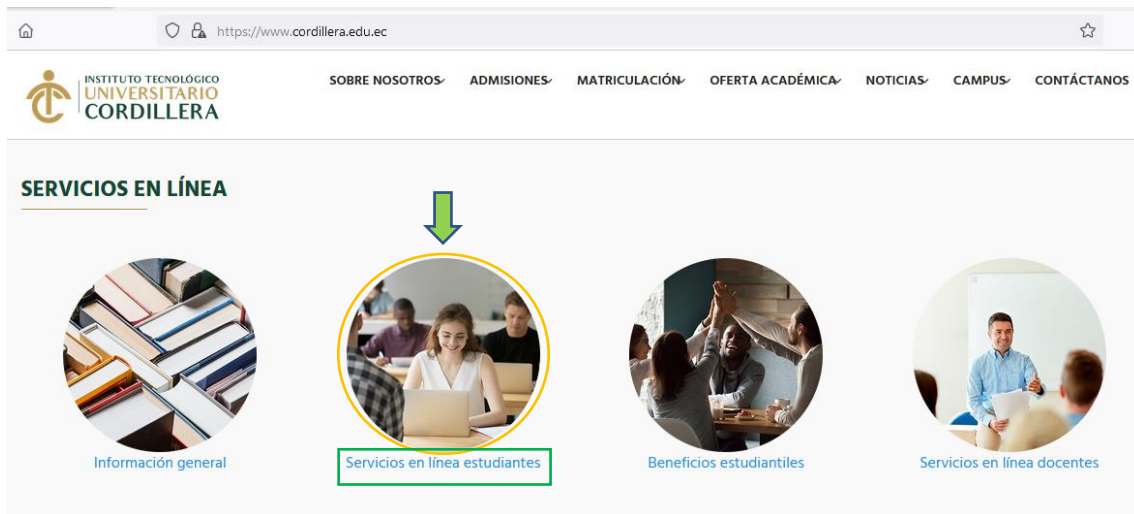 https://www.cordillera.edu.ec
INSTITUTO TECNOLÓGICO
UNIVERSITARIO
CORDILLERA
SOBRE NOSOTROS ADMISIONES MATRICULACIÓN OFERTA ACADÉMICA NOTICIAS CAMPUS CONTÁCTANOS
SERVICIOS EN LÍNEA
Información general Servicios en línea estudiantes Beneficios estudiantiles Servicios en línea docentes